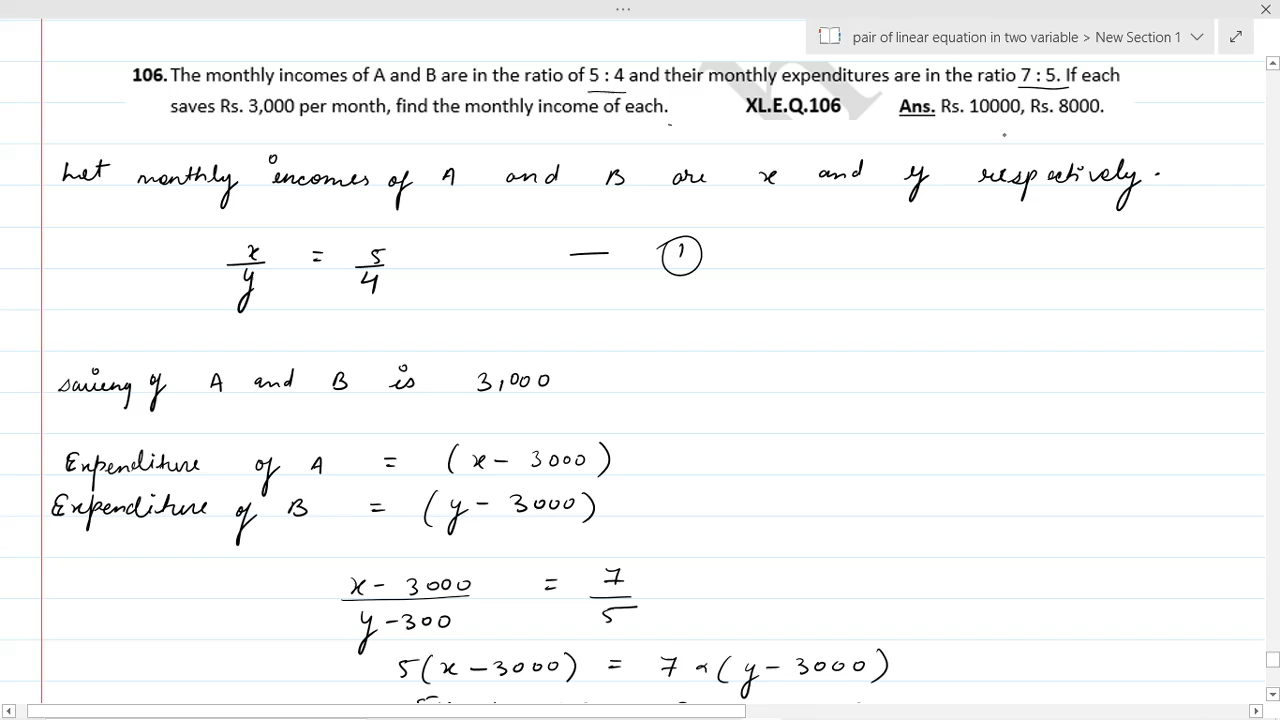 pair of linear equation in two variable > New Section 1
106. The monthly incomes of A and B are in the ratio of 5 : 4 and their monthly expenditures are in the ratio 7 : 5. If each
saves Rs. 3,000 per month, find the monthly income of each. XL.E.Q.106 Ans. Rs. 10000, Rs. 8000.
Let monthly incomes of A and B are x and y respectively.
x/y = 5/4 — ①
saving of A and B is 3,000
Expenditure of A = (x - 3000)
Expenditure of B = (y - 3000)
x - 3000 / y - 300 = 7/5
5(x - 3000) = 7 × (y - 3000)